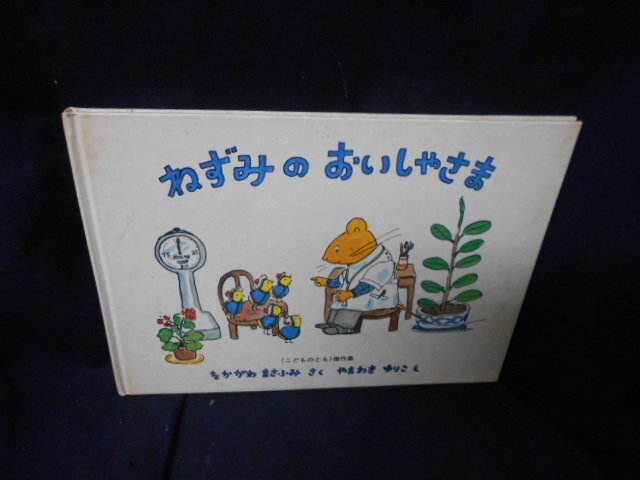 ねずみの おいしゃさま
〈こどものとも〉傑作集
なかがわ まさふみ さく やまわき ゆりこ え